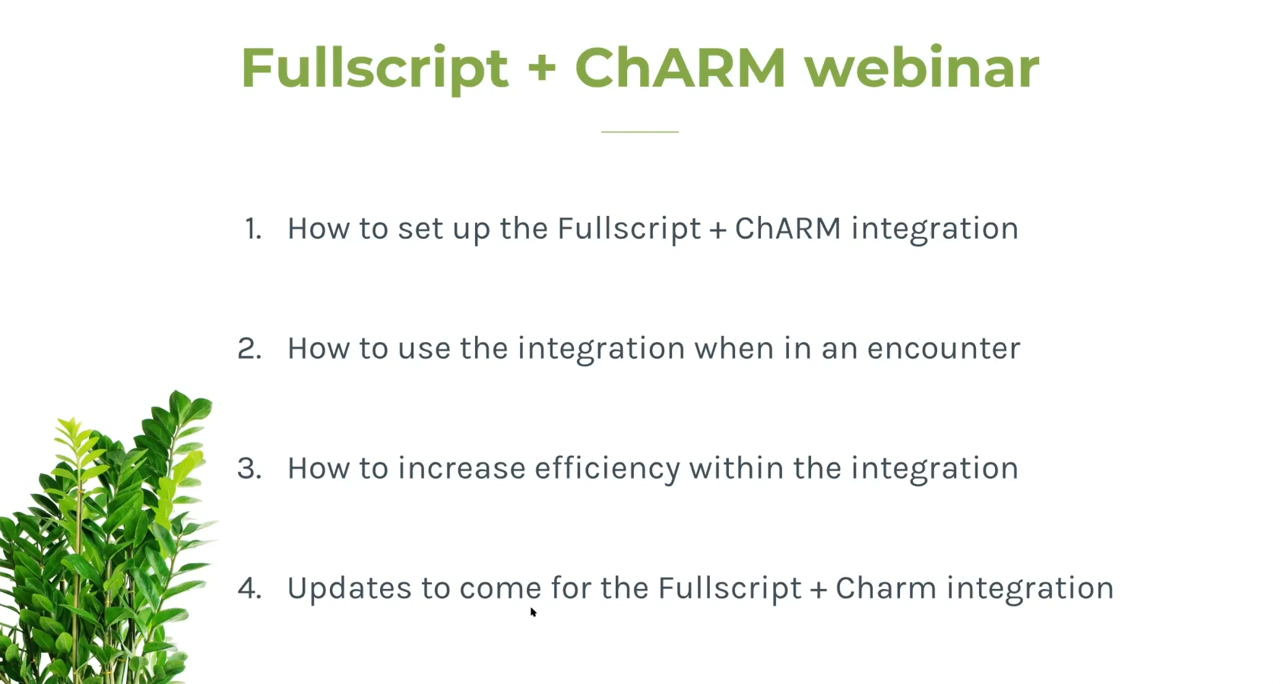 Fullscript + ChARM webinar
1. How to set up the Fullscript + ChARM integration
2. How to use the integration when in an encounter
3. How to increase efficiency within the integration
4. Updates to come for the Fullscript + Charm integration